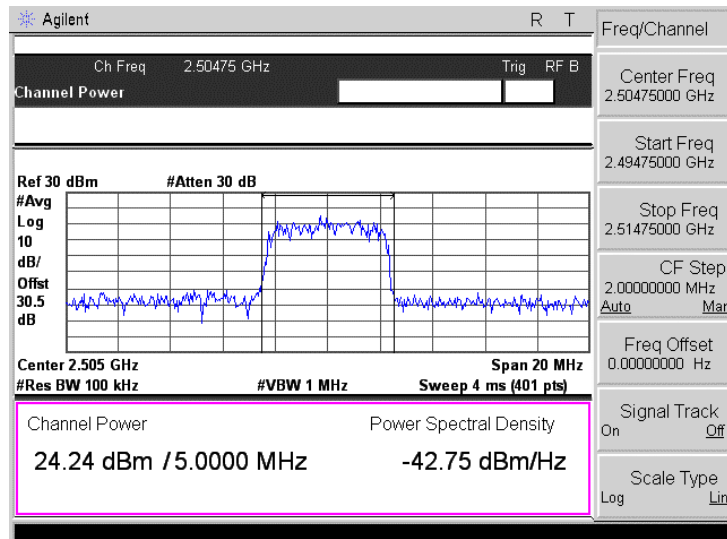 Agilent R T
Ch Freq 2.50475 GHz Trig RF B
Channel Power
Ref 30 dBm #Atten 30 dB
#Avg
Log
10
dB/
Offst
30.5
dB
Center 2.505 GHz Span 20 MHz
#Res BW 100 kHz #VBW 1 MHz Sweep 4 ms (401 pts)
Channel Power Power Spectral Density
24.24 dBm / 5.0000 MHz -42.75 dBm/Hz
Freq/Channel
Center Freq
2.50475000 GHz
Start Freq
2.49475000 GHz
Stop Freq
2.51475000 GHz
CF Step
2.00000000 MHz
Auto Man
Freq Offset
0.00000000 Hz
Signal Track
On Off
Scale Type
Log Lin